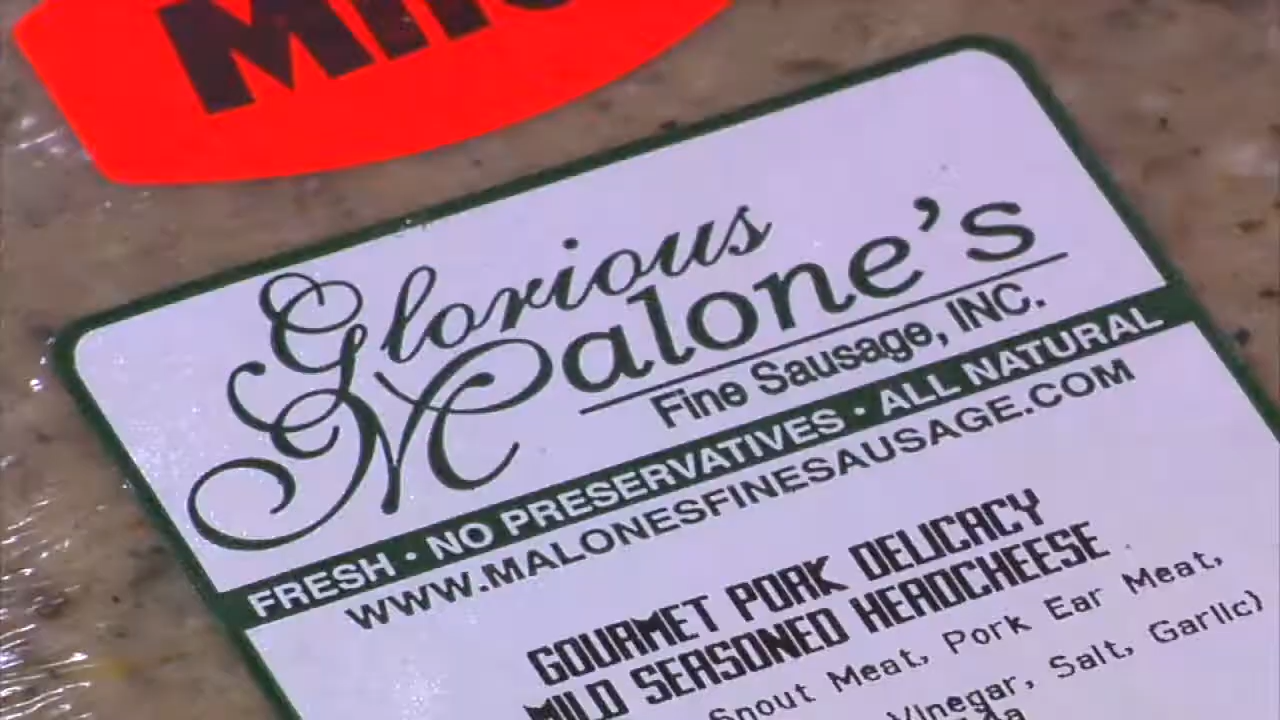 Mild
Glorious
Malone's
Fine Sausage, INC.
FRESH · NO PRESERVATIVES · ALL NATURAL
WWW.MALONESFINESAUSAGE.COM
GOURMET PORK DELICACY
MILD SEASONED HEADCHEESE
Snout Meat, Pork Ear Meat,
Vinegar, Salt, Garlic)